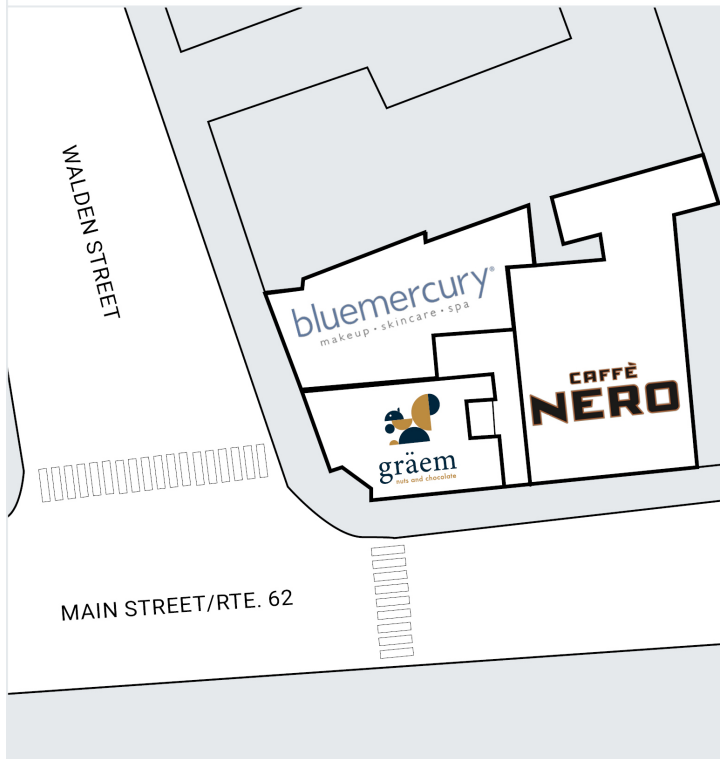 WALDEN STREET
bluemercury®
makeup • skincare • spa
CAFFÈ
NERO
gräem
nuts and chocolate
MAIN STREET/RTE. 62